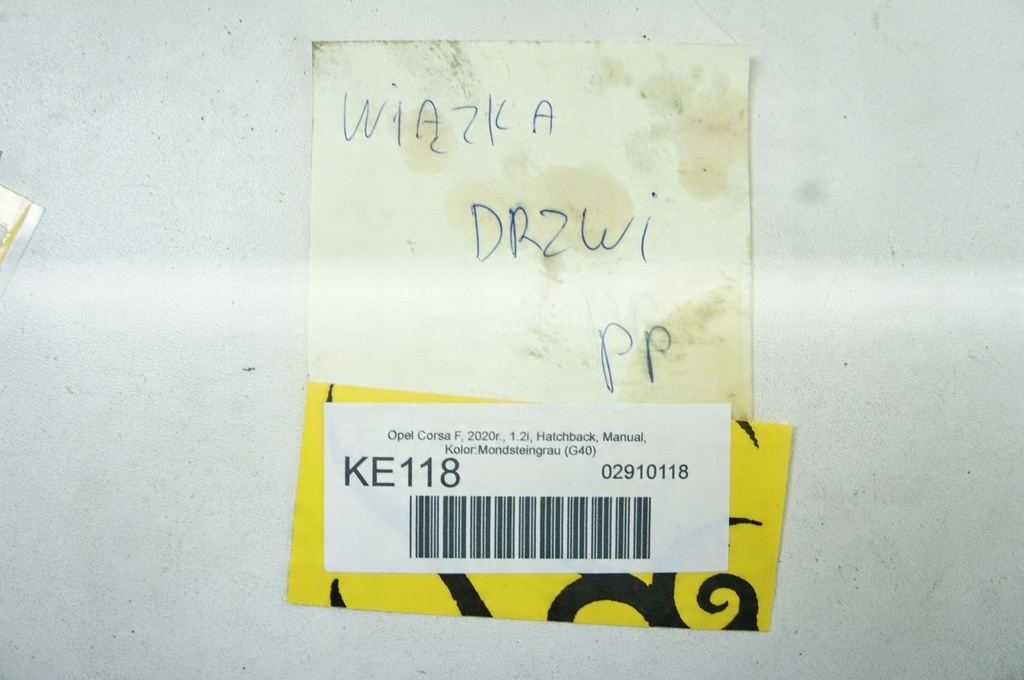 WIĄZKA
DRZWI
PP
Opel Corsa F, 2020r., 1.2i, Hatchback, Manual,
Kolor:Mondsteingrau (G40)
KE118 02910118